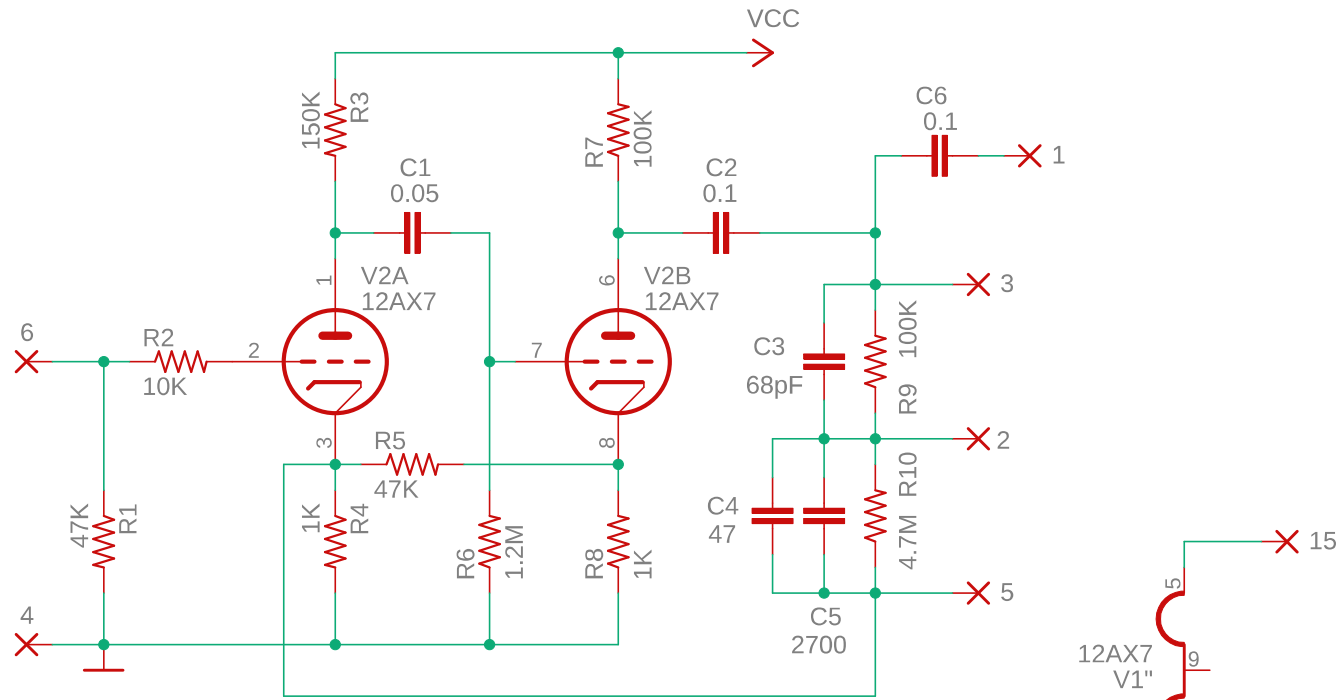 VCC
150K
R3
R7
100K
C6
0.1
1
C1
0.05
C2
0.1
1
V2A
12AX7
6
V2B
12AX7
3
6
R2
10K
2
7
C3
68pF
100K
R9
3
R5
47K
8
2
47K
R1
1K
R4
R6
1.2M
R8
1K
C4
47
R10
4.7M
15
4
C5
2700
5
5
12AX7
V1"
9